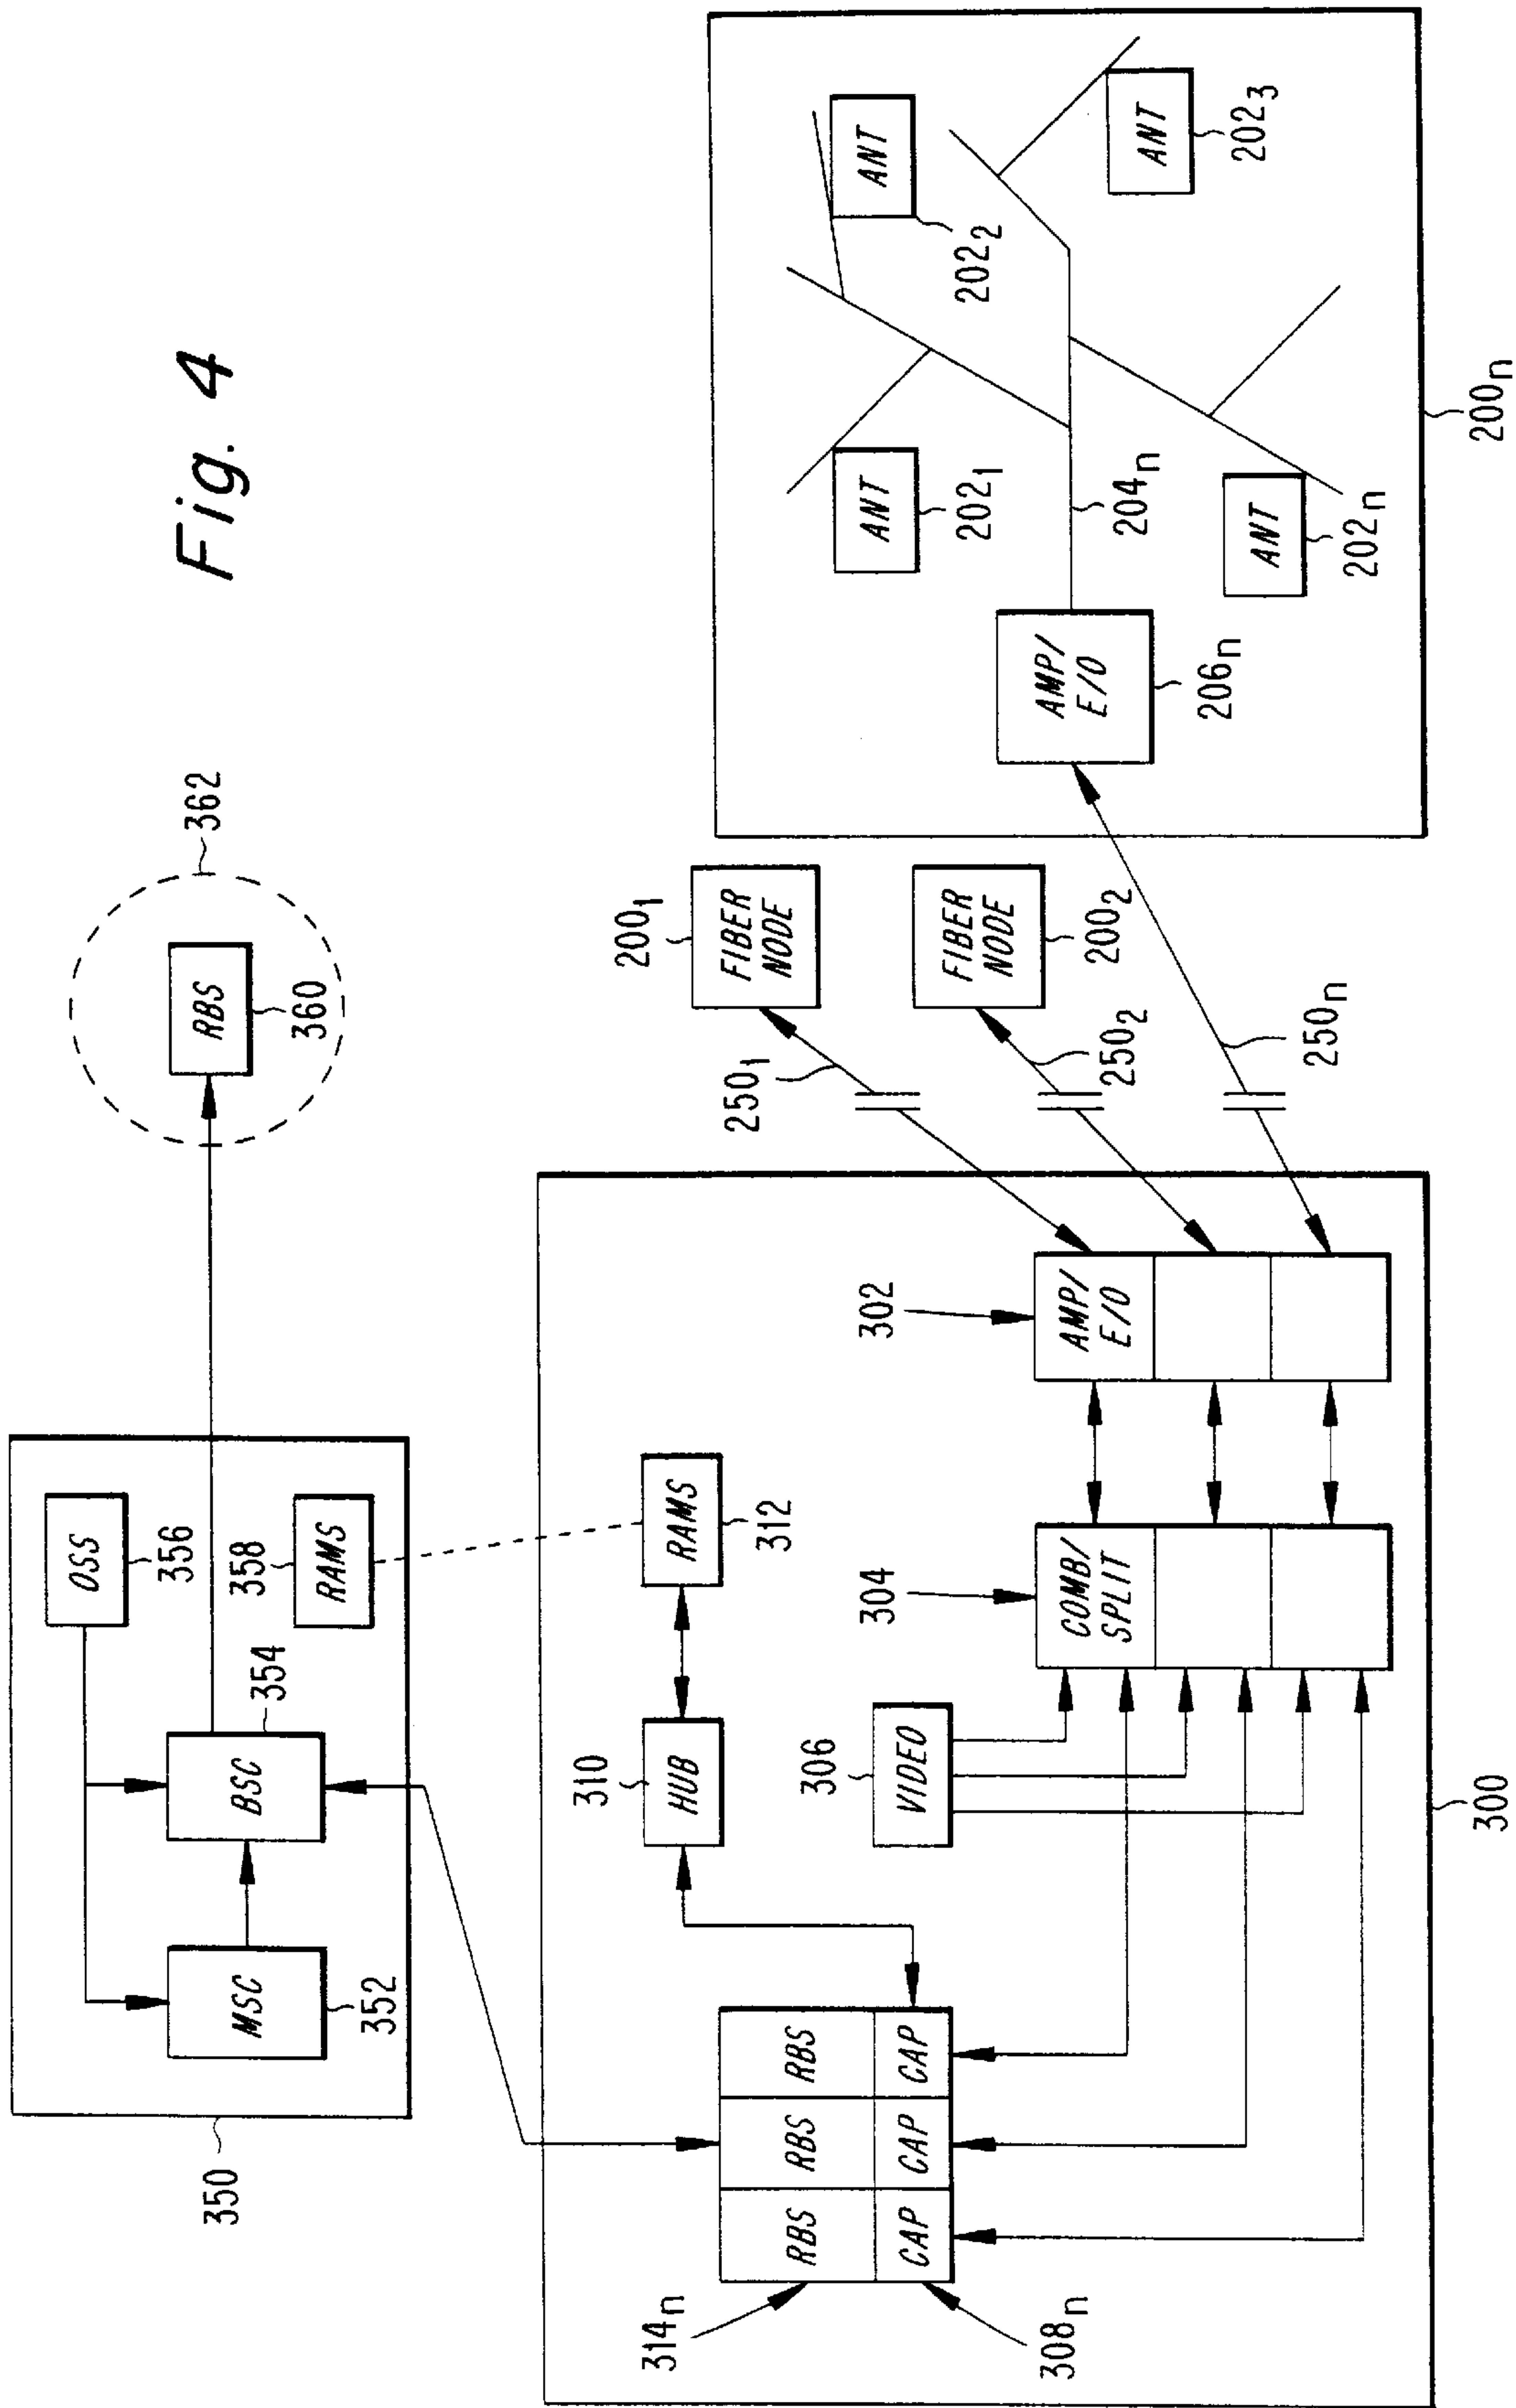 Fig. 4
350
MSC
352
BSC
354
OSS
356
358
RAMS
RBS
360
362
314n
RBS
RBS
RBS
CAP
CAP
CAP
308n
310
HUB
RAMS
312
306
VIDEO
304
COMB/
SPLIT
302
AMP/
E/O
300
250₁
250₂
250n
200₁
FIBER
NODE
FIBER
NODE
200₂
AMP/
E/O
206n
204n
ANT
202₁
ANT
202₂
ANT
202₃
ANT
202n
200n